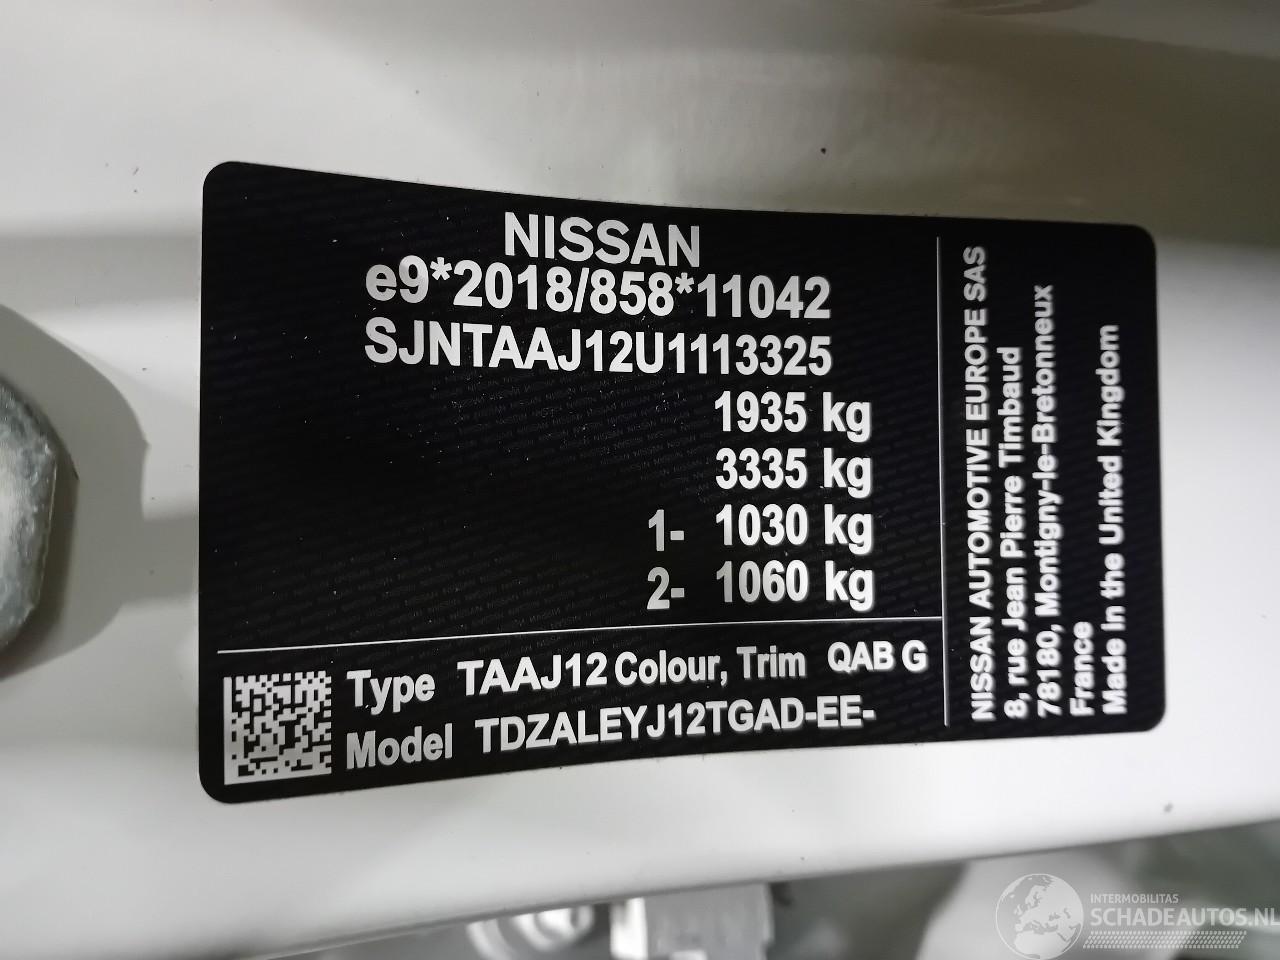 NISSAN
e9*2018/858*11042
SJNTAAJ12U1113325
1935 kg
3335 kg
1- 1030 kg
2- 1060 kg
Type TAAJ12 Colour, Trim QAB G
Model TDZALEYJ12TGAD-EE-
NISSAN AUTOMOTIVE EUROPE SAS
8, rue Jean Pierre Timbaud
78180, Montigny-le-Bretonneux
France
Made in the United Kingdom
INTERMOBILITAS
SCHADEAUTOS.NL